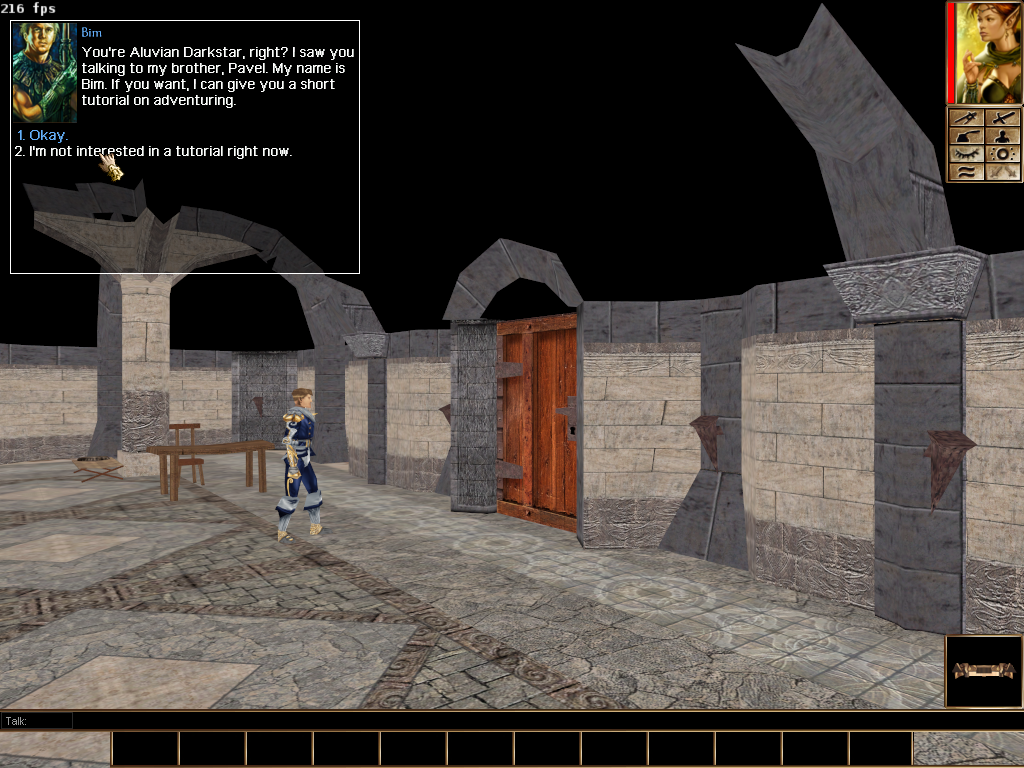 216 fps
Bim
You're Aluvian Darkstar, right? I saw you
talking to my brother, Pavel. My name is
Bim. If you want, I can give you a short
tutorial on adventuring.
1. Okay.
2. I'm not interested in a tutorial right now.
Talk: